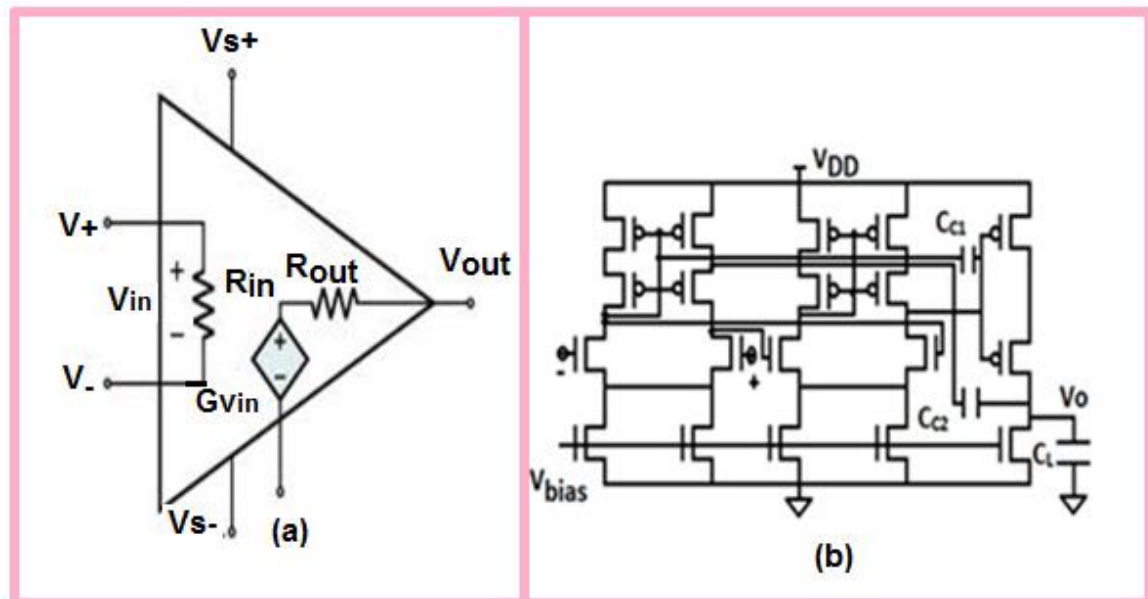 Vs+
V+
Rin
Rout
Vout
+
Vin
-
+
-
V-
Gvin
Vs-
(a)
VDD
CC1
-
+
CC2
Vo
CL
Vbias
(b)